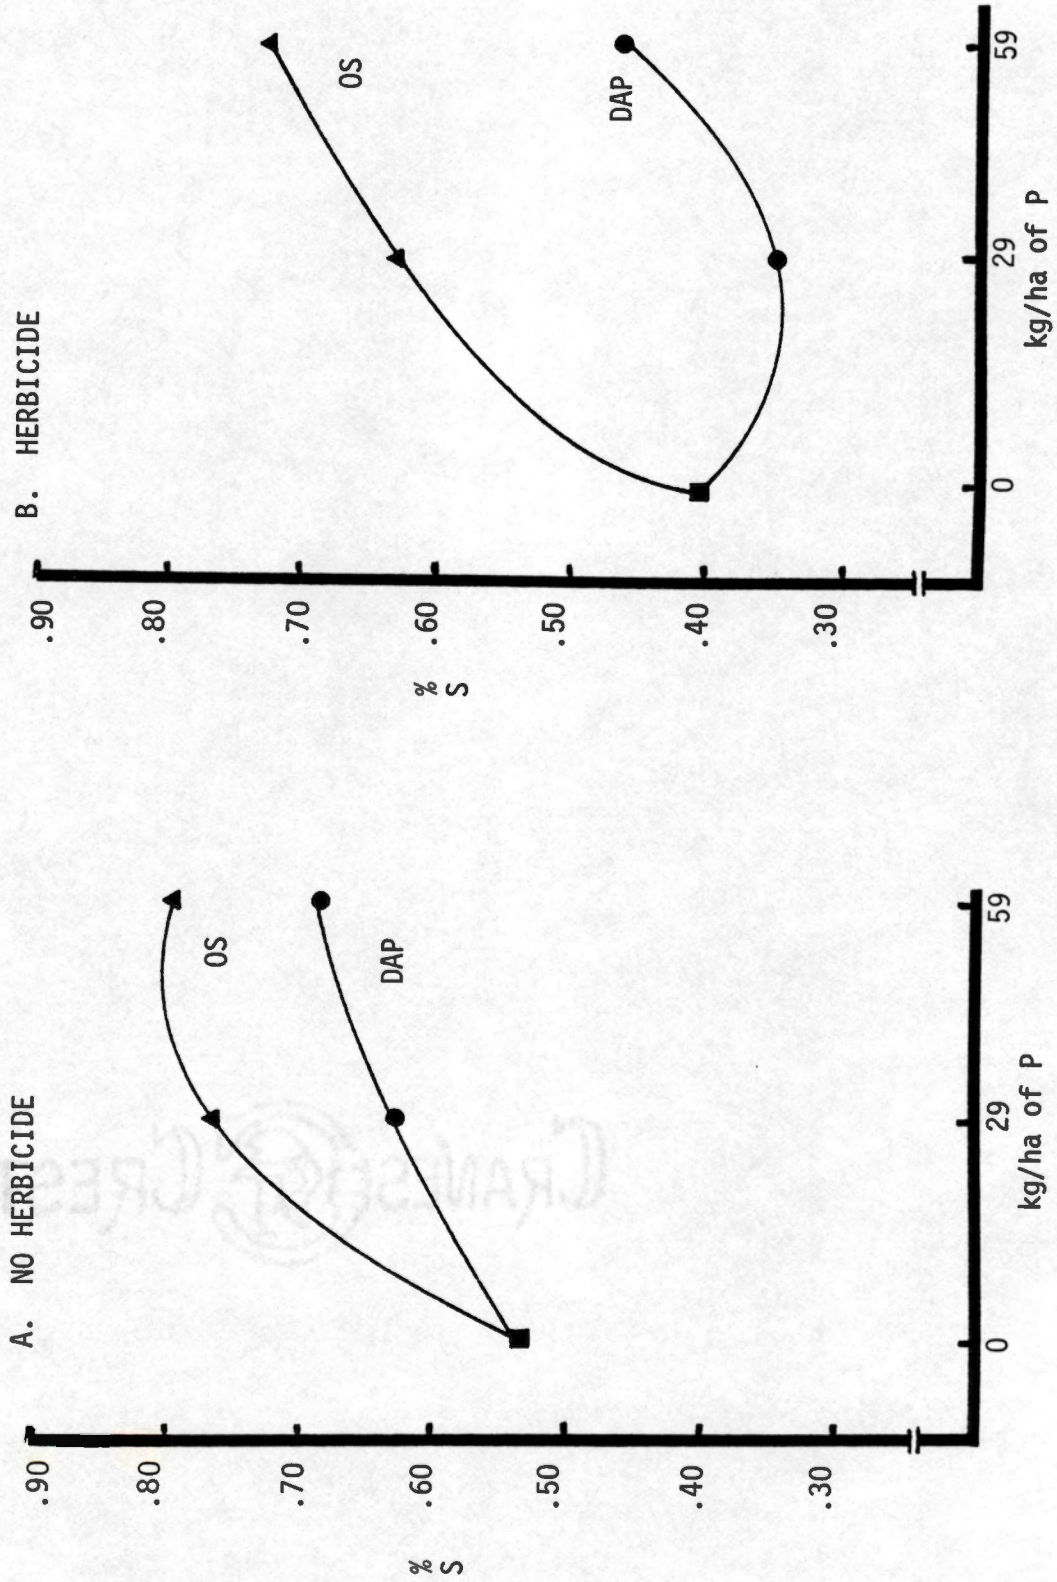 A. NO HERBICIDE
.90
.80
.70
.60
.50
.40
.30
%
S
OS
DAP
0
29
59
kg/ha of P
B. HERBICIDE
.90
.80
.70
.60
.50
.40
.30
%
S
OS
DAP
0
29
59
kg/ha of P